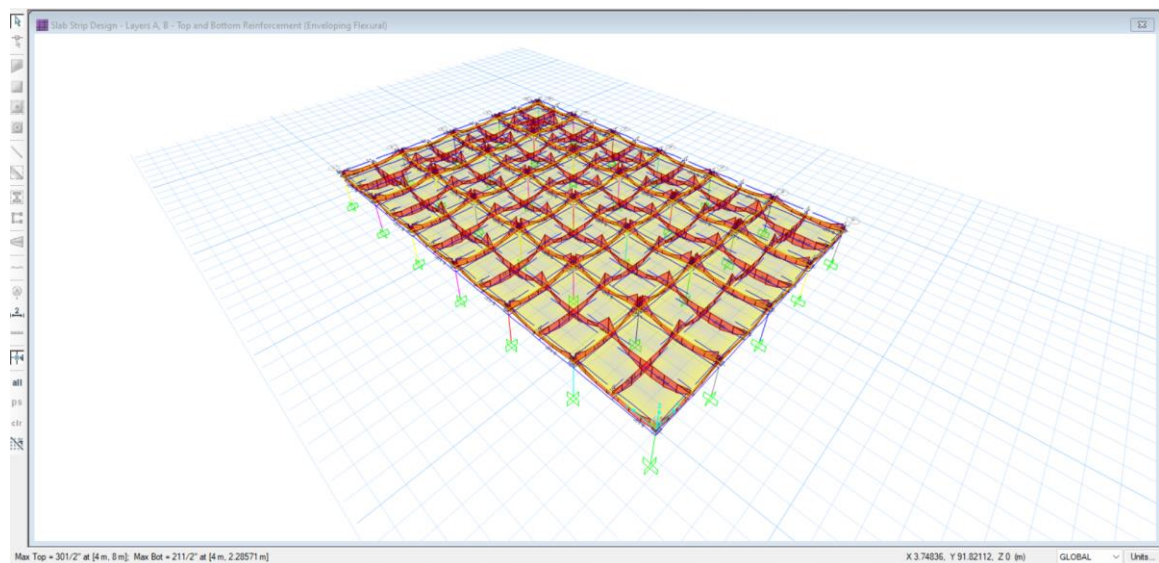 Slab Strip Design - Layers A, B - Top and Bottom Reinforcement (Enveloping Flexural)
2
all
ps
clr
Max Top = 301/2" at [4 m, 8 m]; Max Bot = 211/2" at [4 m, 2.28571 m]
X 3.74836, Y 91.82112, Z 0 (m)
GLOBAL
Units...